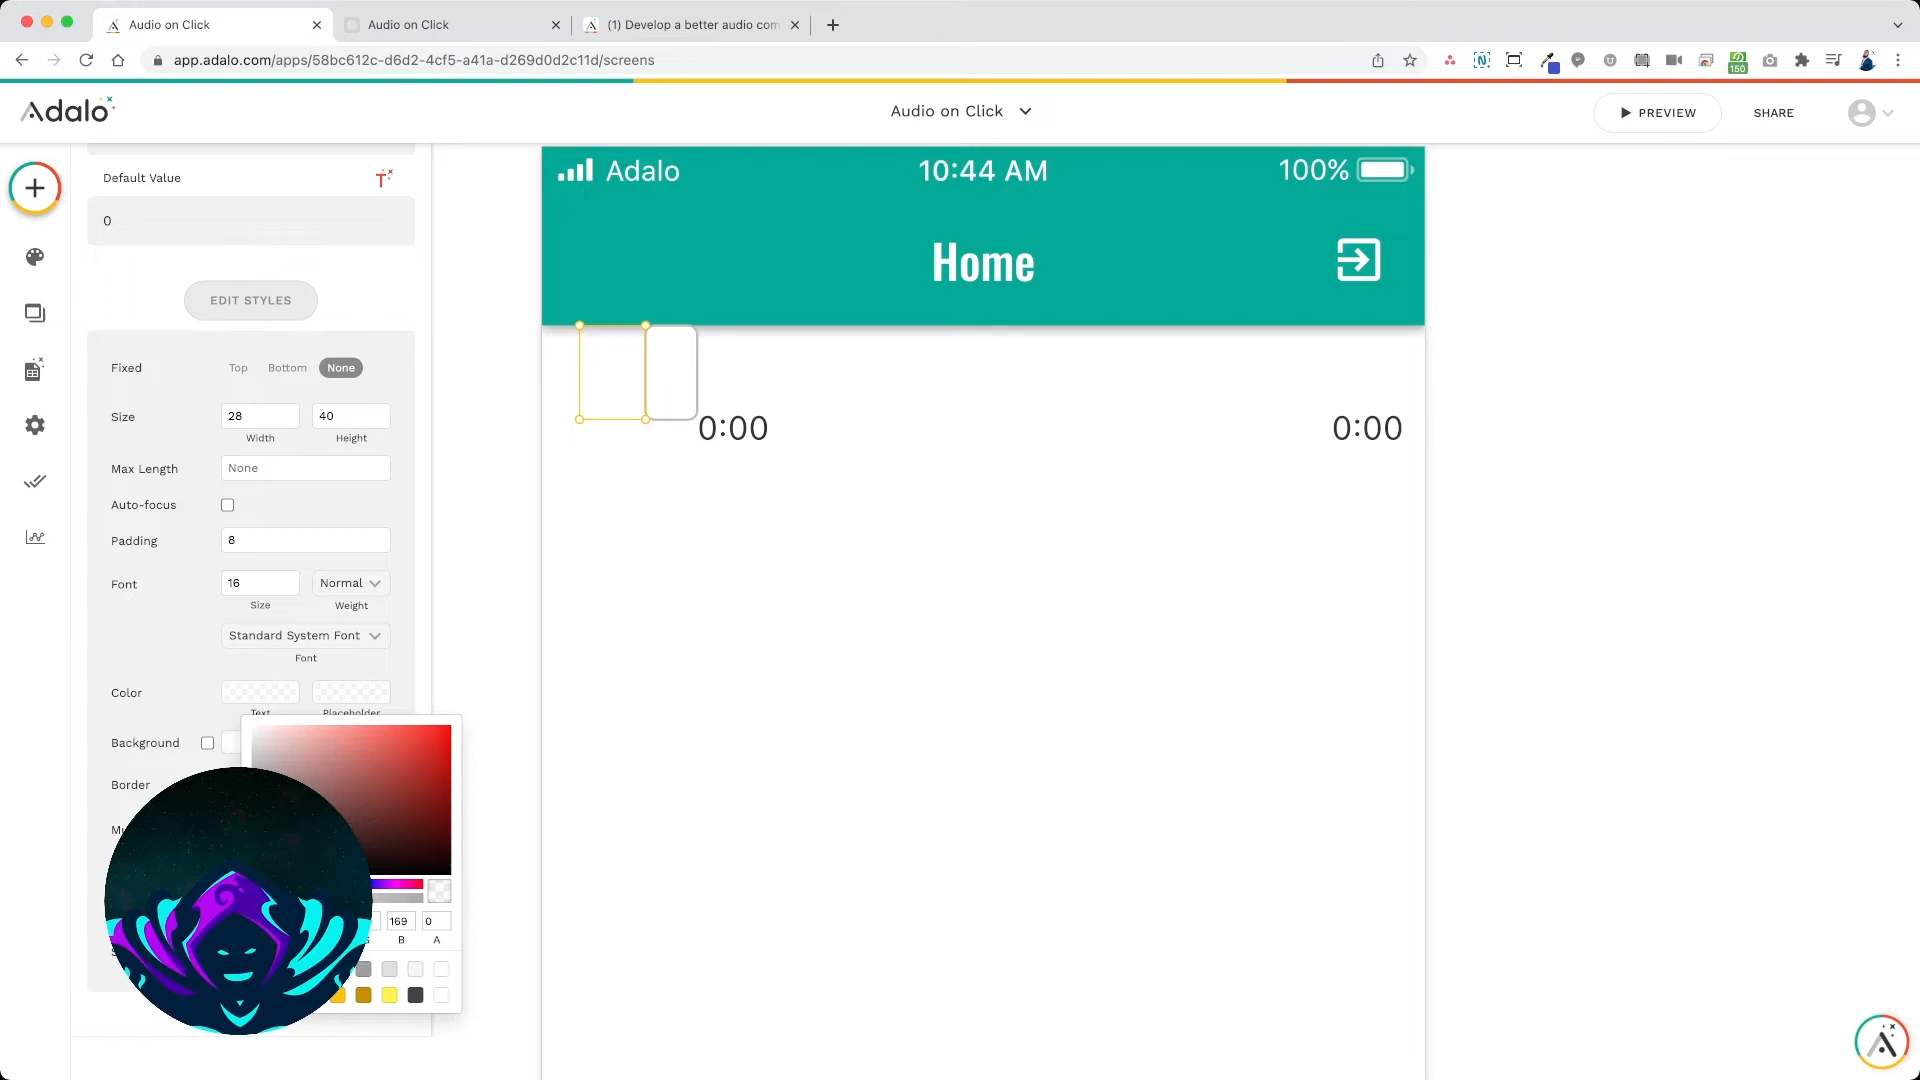 Audio on Click
Audio on Click
(1) Develop a better audio com
app.adalo.com/apps/58bc612c-d6d2-4cf5-a41a-d269d0d2c11d/screens
150
Adalo
Audio on Click
PREVIEW
SHARE
Default Value
0
EDIT STYLES
Fixed
Top
Bottom
None
Size
28
40
Width
Height
Max Length
None
Auto-focus
Padding
8
Font
16
Normal
Size
Weight
Standard System Font
Font
Color
Text
Placeholder
Background
Border
169
0
B
A
Adalo
10:44 AM
100%
Home
0:00
0:00